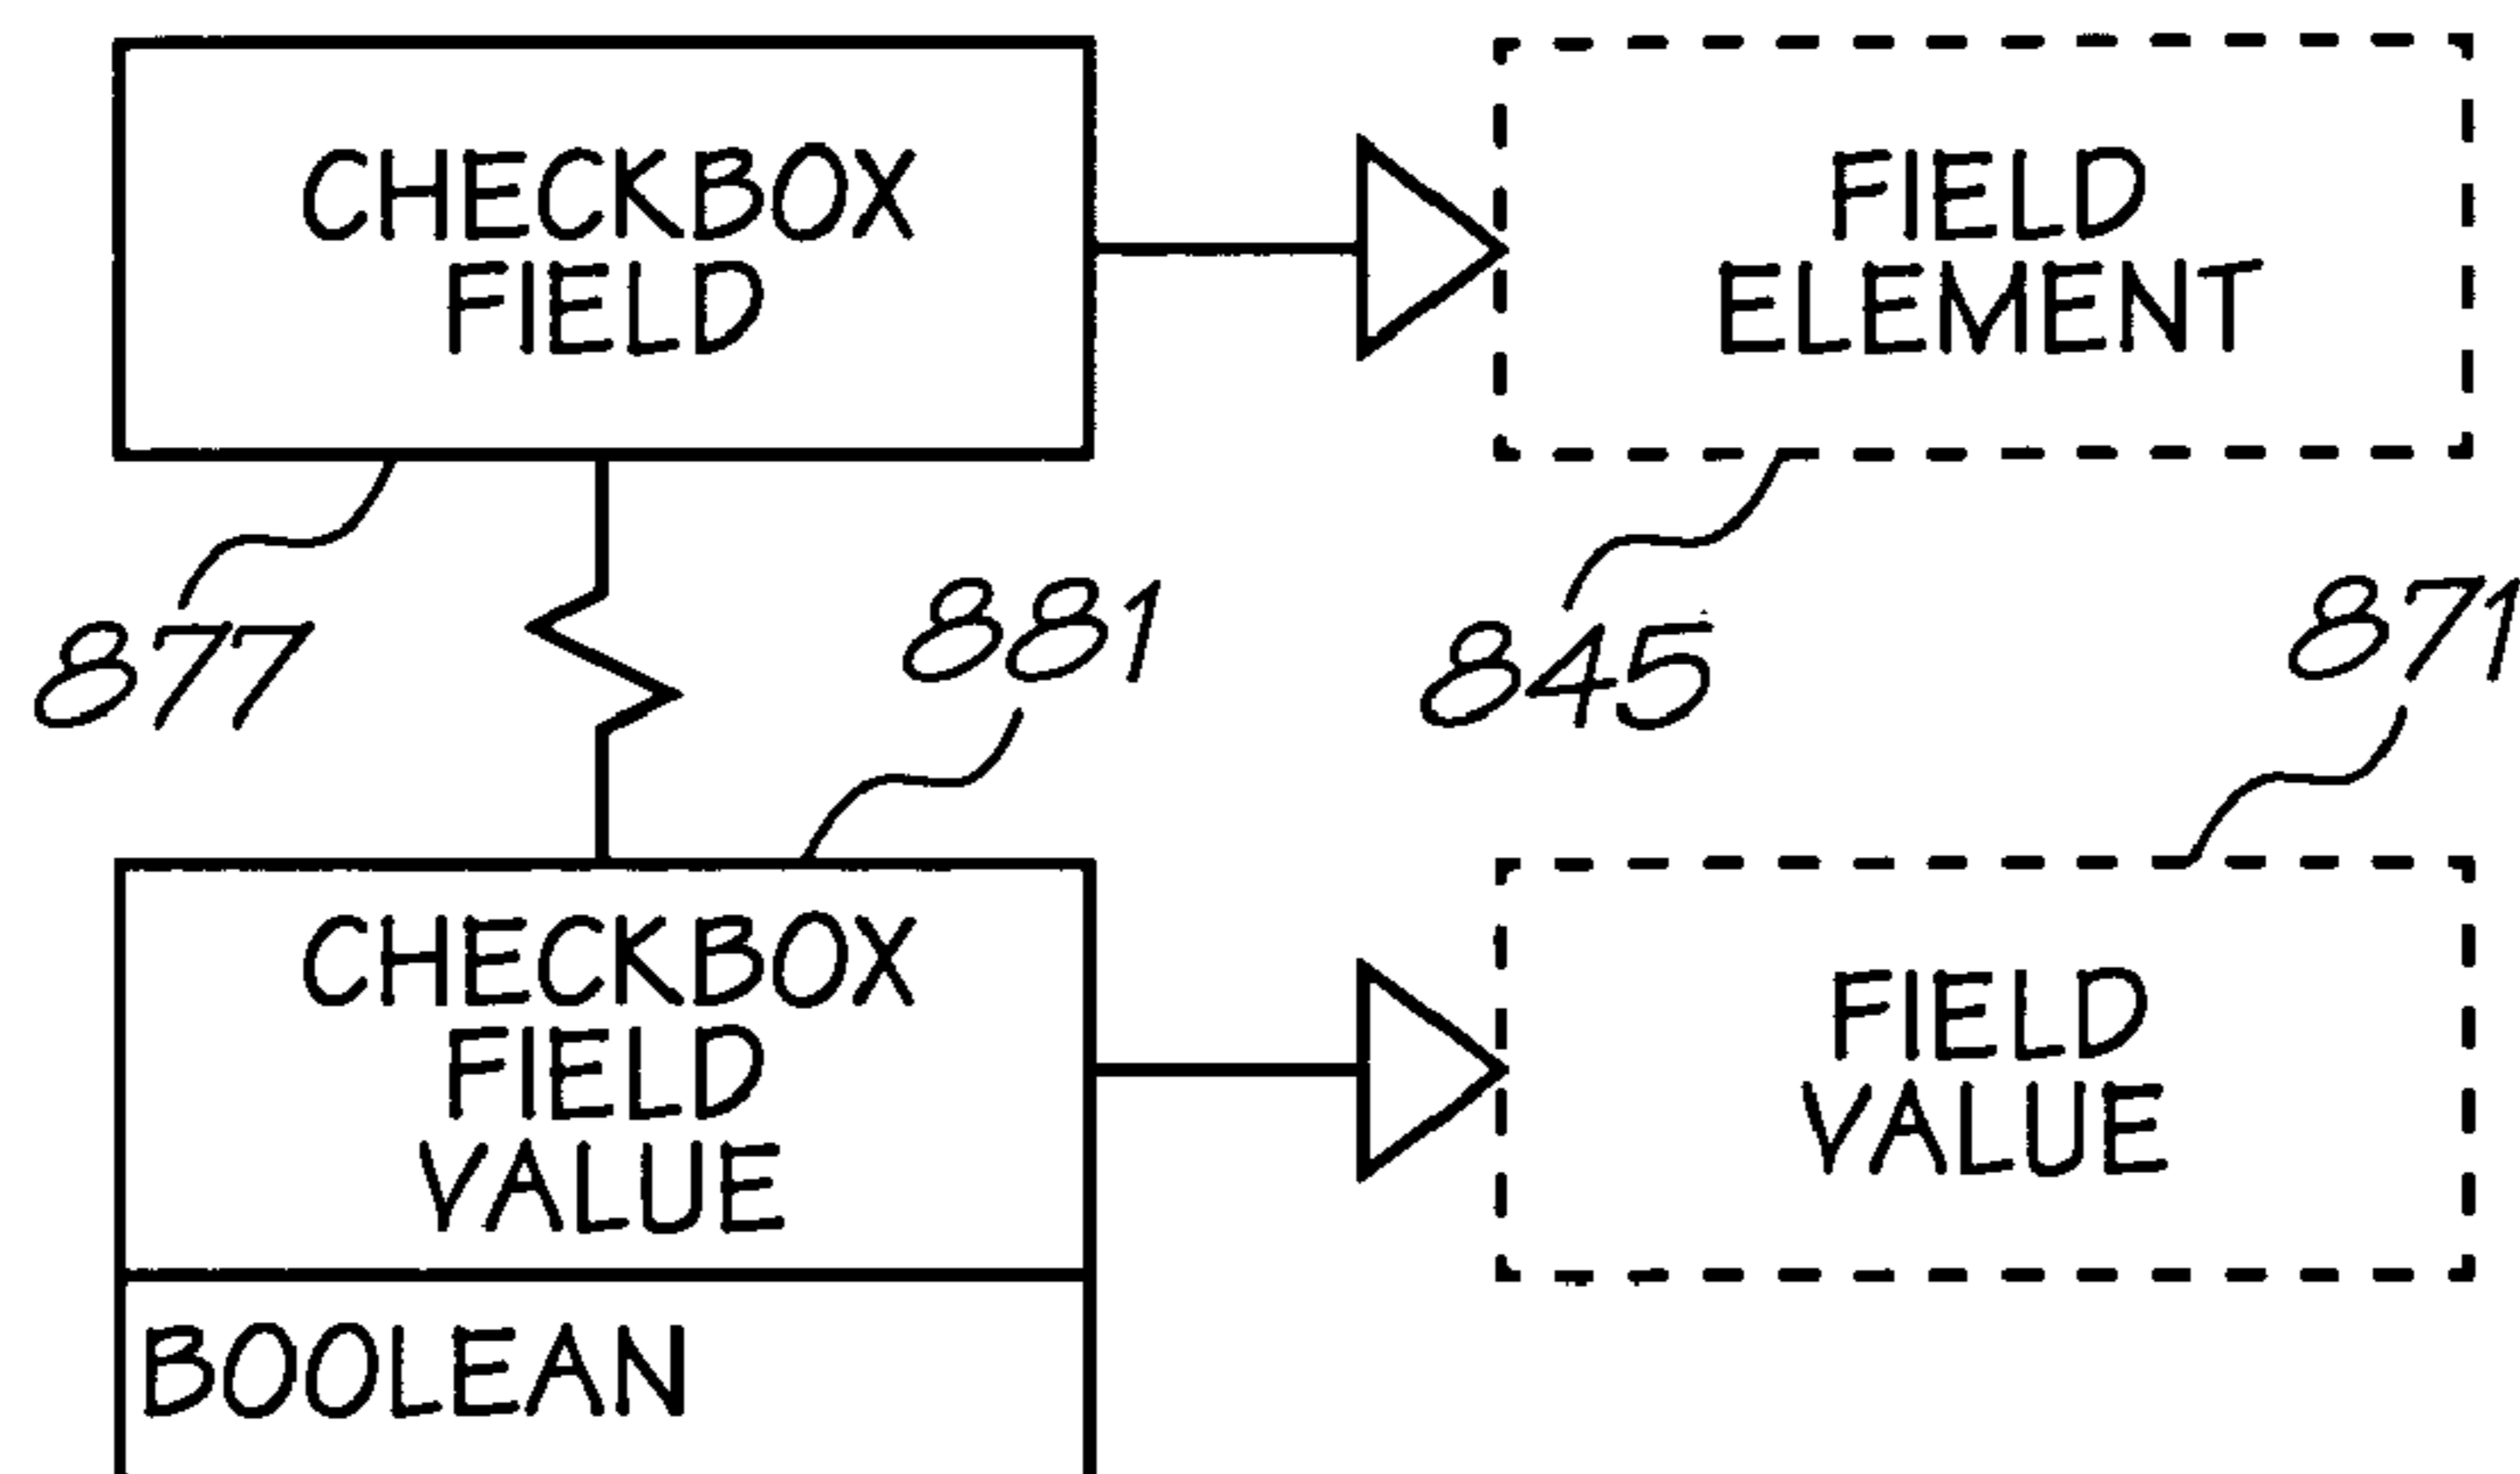 CHECKBOX
FIELD
FIELD
ELEMENT
877
881
845
871
CHECKBOX
FIELD
VALUE
FIELD
VALUE
BOOLEAN